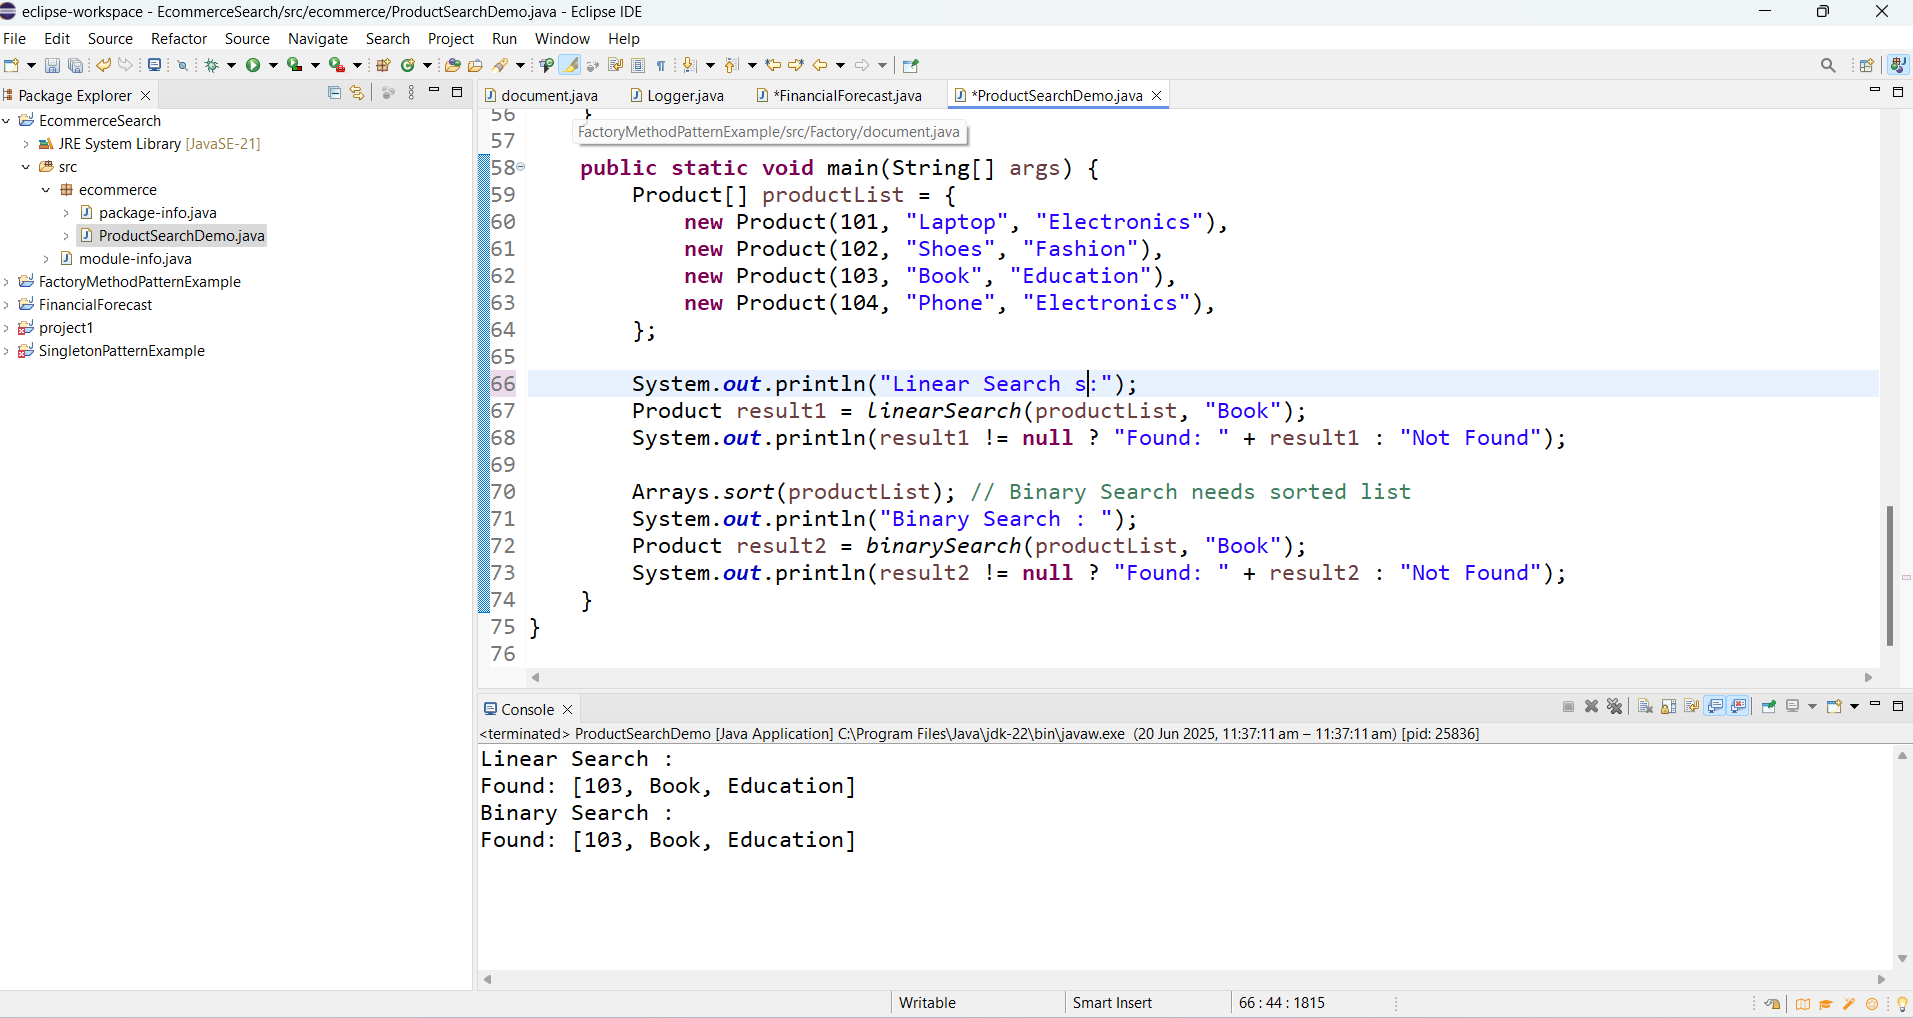 eclipse-workspace - EcommerceSearch/src/ecommerce/ProductSearchDemo.java - Eclipse IDE
File Edit Source Refactor Source Navigate Search Project Run Window Help
Package Explorer
EcommerceSearch
JRE System Library [JavaSE-21]
src
ecommerce
package-info.java
ProductSearchDemo.java
module-info.java
FactoryMethodPatternExample
FinancialForecast
project1
SingletonPatternExample
document.java Logger.java *FinancialForecast.java *ProductSearchDemo.java
56 }
FactoryMethodPatternExample/src/Factory/document.java
57
58 public static void main(String[] args) {
59 Product[] productList = {
60 new Product(101, "Laptop", "Electronics"),
61 new Product(102, "Shoes", "Fashion"),
62 new Product(103, "Book", "Education"),
63 new Product(104, "Phone", "Electronics"),
64 };
65
66 System.out.println("Linear Search s:");
67 Product result1 = linearSearch(productList, "Book");
68 System.out.println(result1 != null ? "Found: " + result1 : "Not Found");
69
70 Arrays.sort(productList); // Binary Search needs sorted list
71 System.out.println("Binary Search : ");
72 Product result2 = binarySearch(productList, "Book");
73 System.out.println(result2 != null ? "Found: " + result2 : "Not Found");
74 }
75 }
76
Console
<terminated> ProductSearchDemo [Java Application] C:\Program Files\Java\jdk-22\bin\javaw.exe (20 Jun 2025, 11:37:11 am – 11:37:11 am) [pid: 25836]
Linear Search :
Found: [103, Book, Education]
Binary Search :
Found: [103, Book, Education]
Writable Smart Insert 66 : 44 : 1815